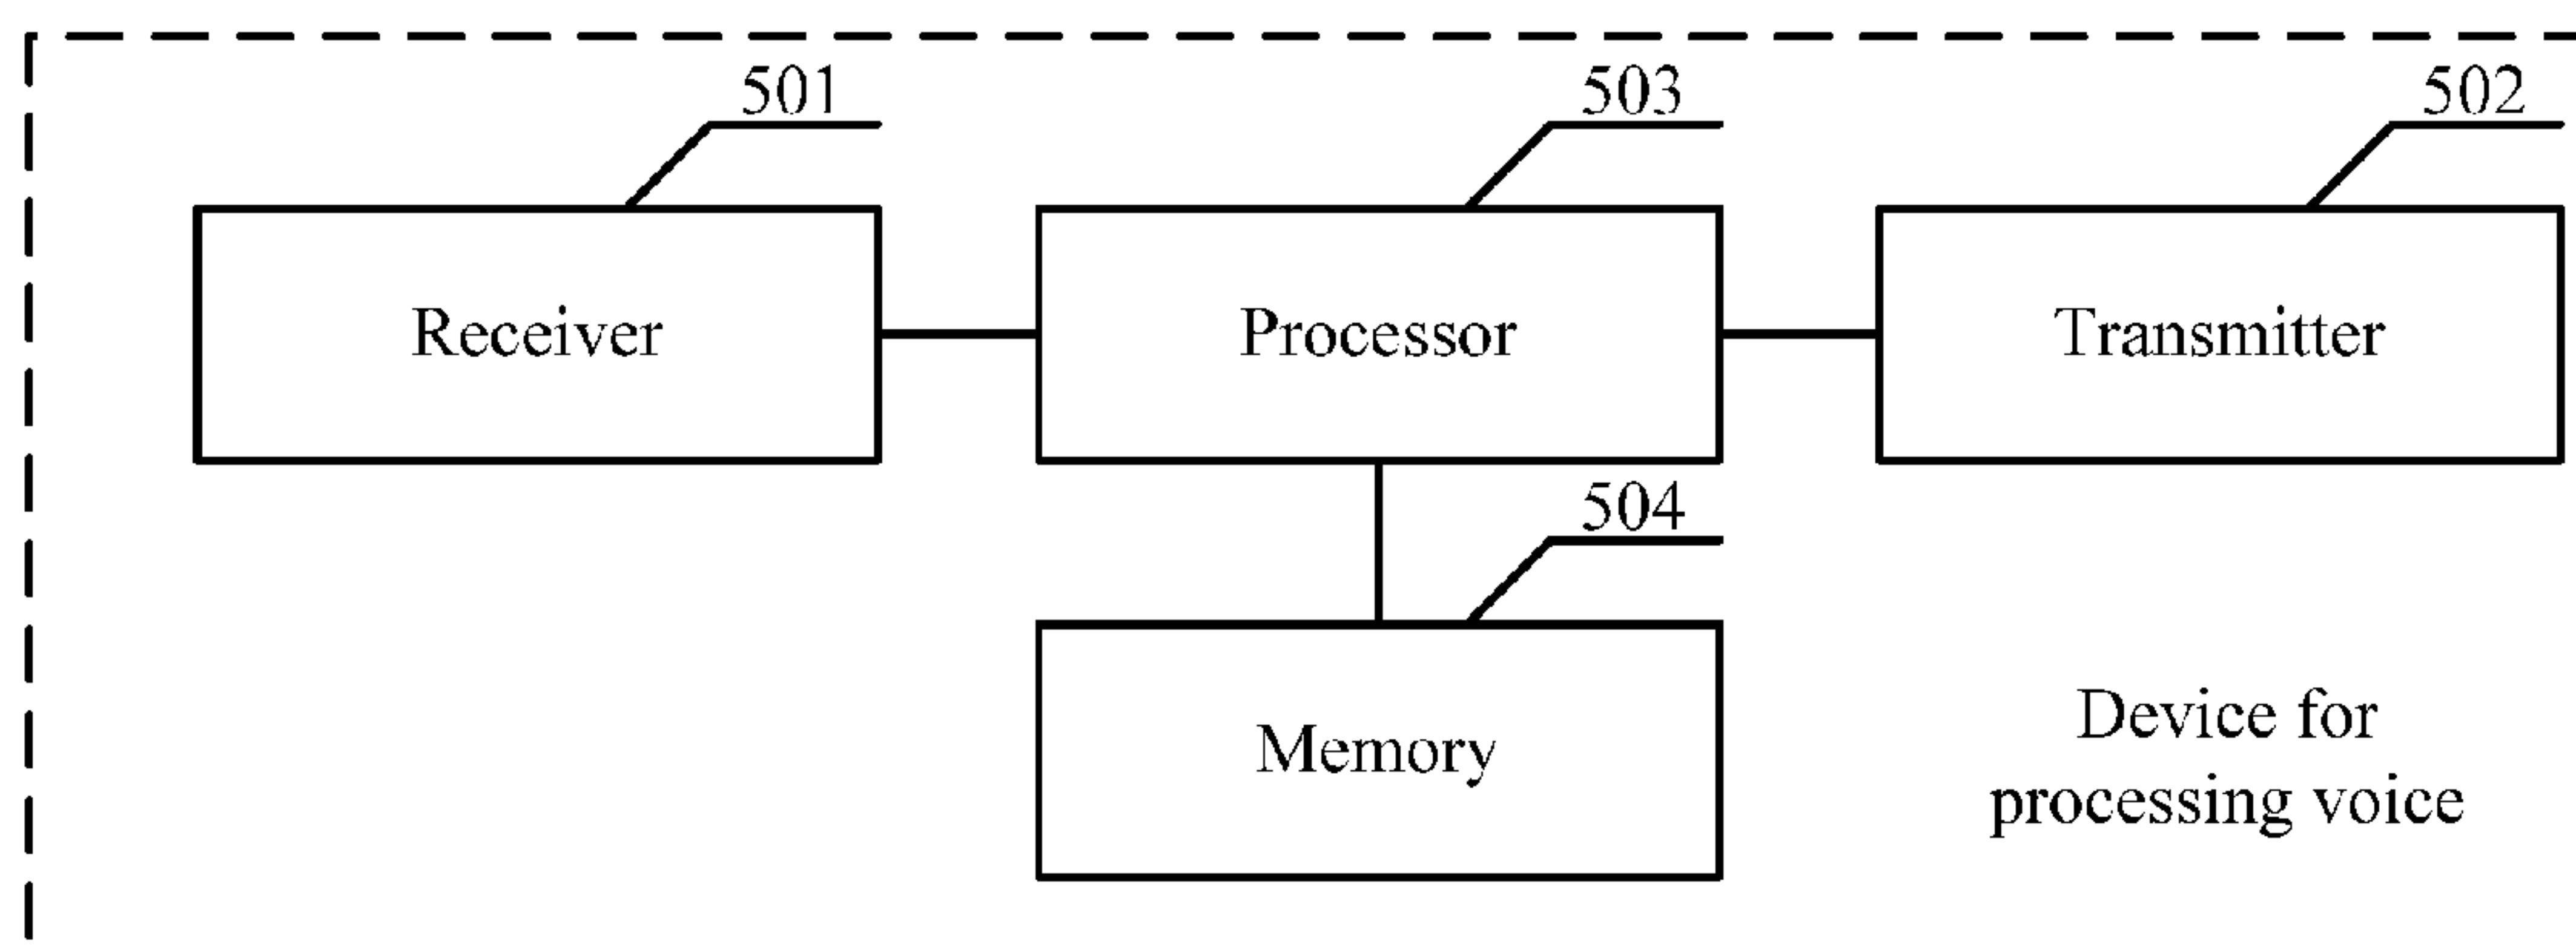 501
503
502
Receiver
Processor
Transmitter
504
Memory
Device for
processing voice